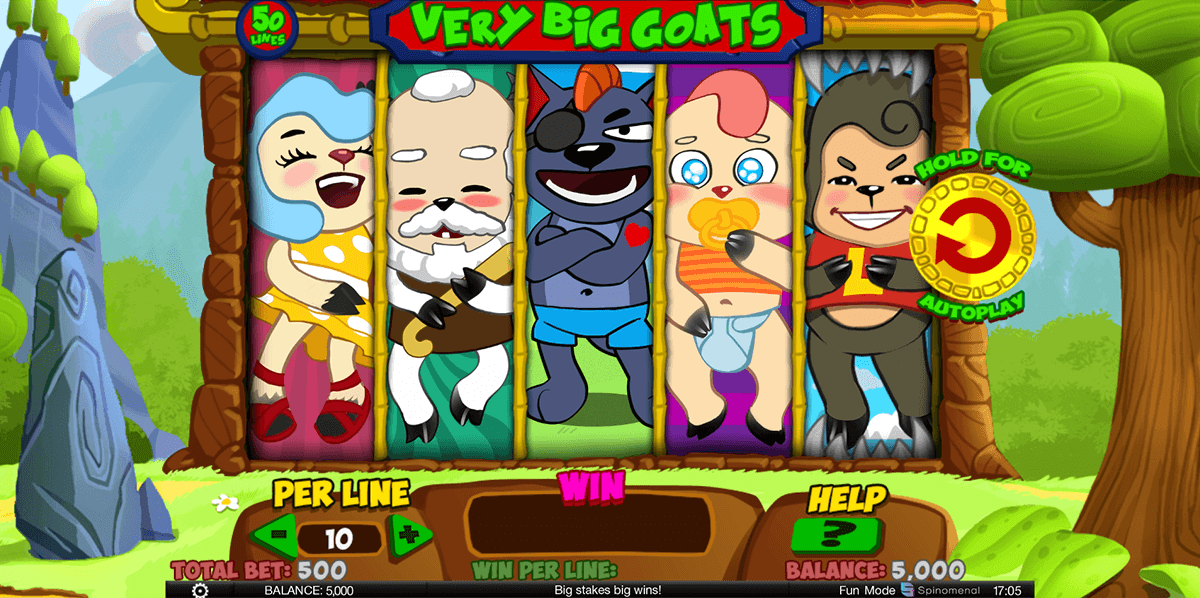 50
LINES
VERY BIG GOATS
L
HOLD FOR
AUTOPLAY
PER LINE
WIN
HELP
- 10 +
?
TOTAL BET: 500
WIN PER LINE:
BALANCE: 5,000
BALANCE: 5,000
Big stakes big wins!
Fun Mode Spinomenal 17:05